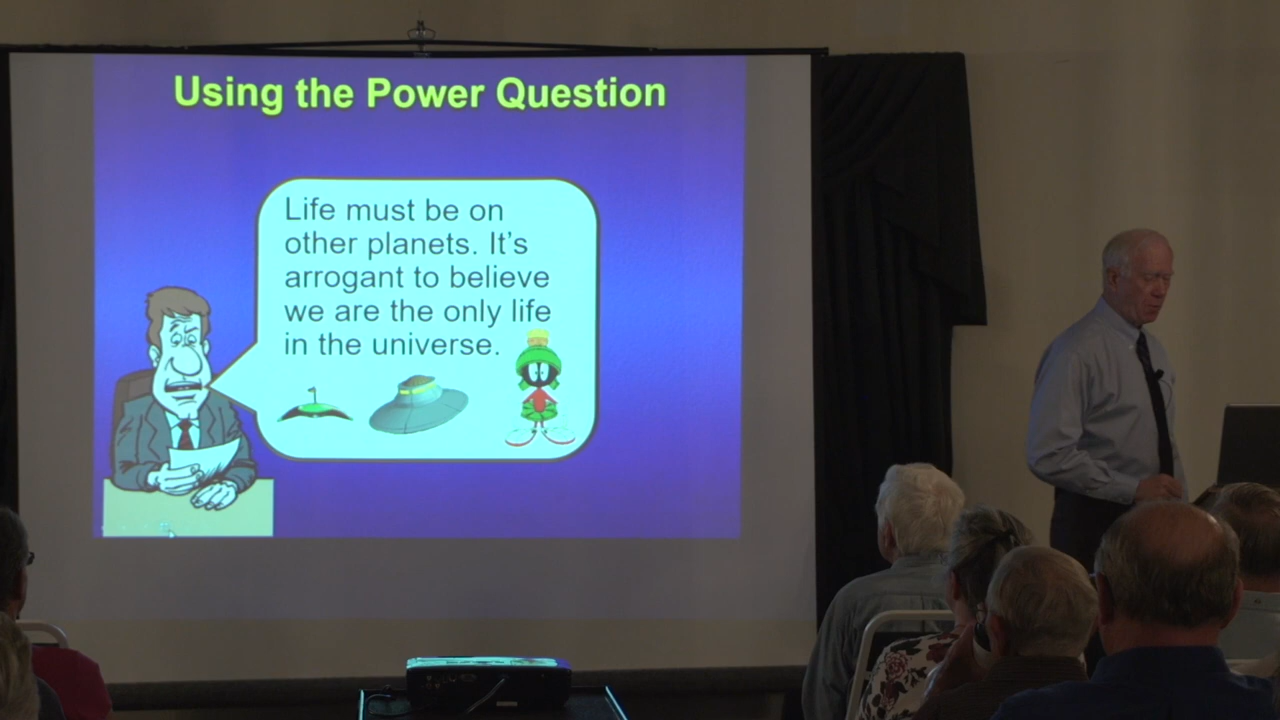 Using the Power Question
Life must be on
other planets. It's
arrogant to believe
we are the only life
in the universe.